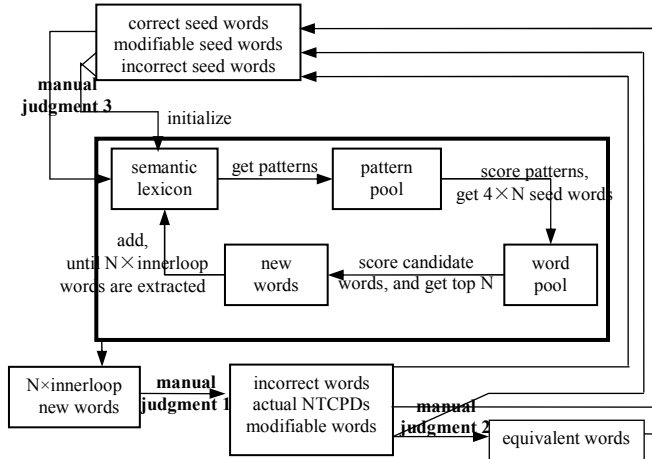 correct seed words
modifiable seed words
incorrect seed words
manual
judgment 3
initialize
semantic
lexicon
get patterns
pattern
pool
score patterns,
get 4×N seed words
add,
until N×innerloop
words are extracted
new
words
score candidate
words, and get top N
word
pool
N×innerloop
new words
manual
judgment 1
incorrect words
actual NTCPDs
modifiable words
manual
judgment 2
equivalent words